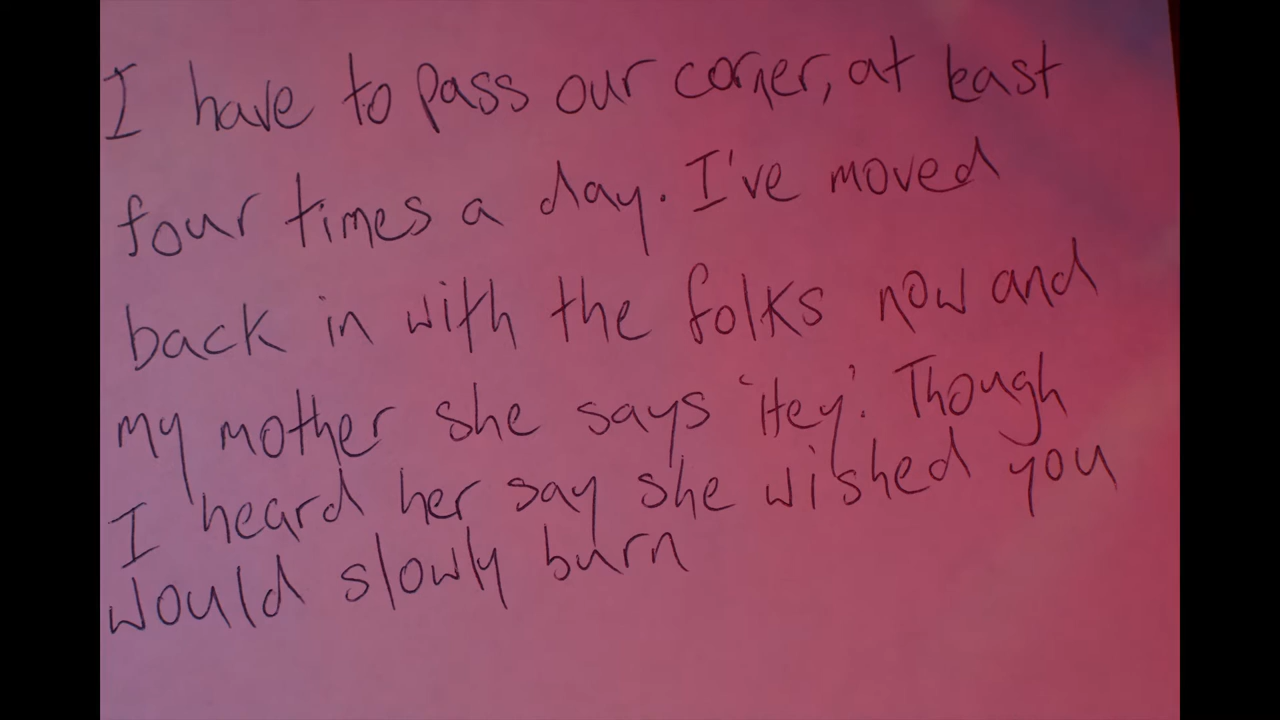 I have to pass our corner, at least
four times a day. I've moved
back in with the folks now and
my mother she says 'Hey'. Though
I heard her say she wished you
would slowly burn